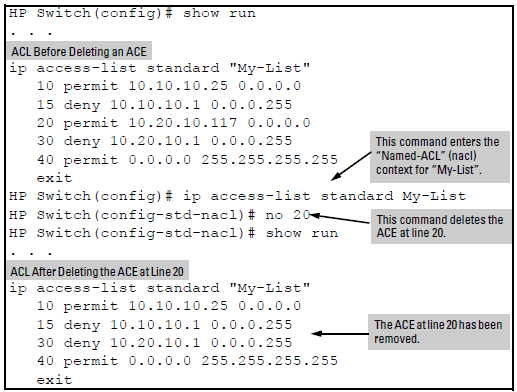 HP Switch(config)# show run
. . .
ACL Before Deleting an ACE
ip access-list standard "My-List"
10 permit 10.10.10.25 0.0.0.0
15 deny 10.10.10.1 0.0.0.255
20 permit 10.20.10.117 0.0.0.0
30 deny 10.20.10.1 0.0.0.255
40 permit 0.0.0.0 255.255.255.255
exit
This command enters the
"Named-ACL" (nacl)
context for "My-List".
HP Switch(config)# ip access-list standard My-List
HP Switch(config-std-nacl)# no 20
This command deletes the
ACE at line 20.
HP Switch(config-std-nacl)# show run
. . .
ACL After Deleting the ACE at Line 20
ip access-list standard "My-List"
10 permit 10.10.10.25 0.0.0.0
15 deny 10.10.10.1 0.0.0.255
30 deny 10.20.10.1 0.0.0.255
40 permit 0.0.0.0 255.255.255.255
exit
The ACE at line 20 has been
removed.